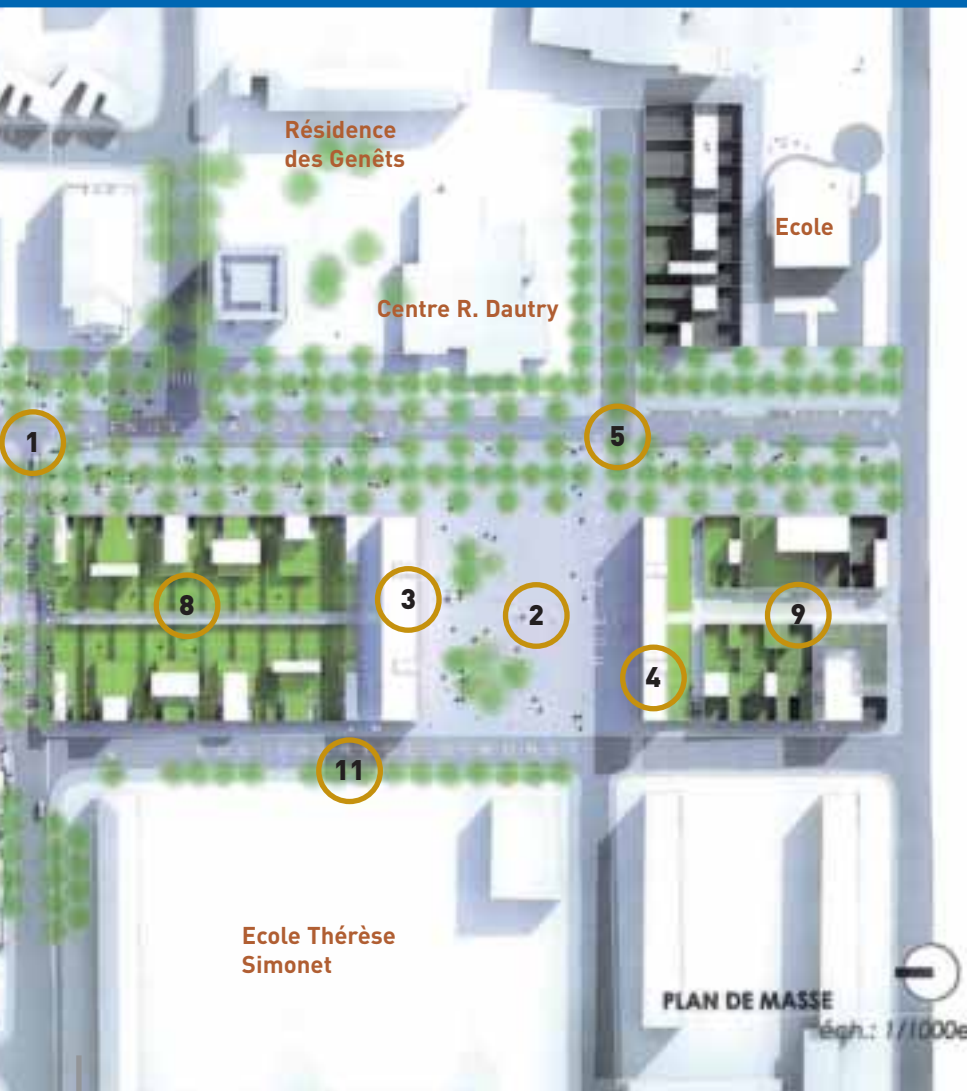 Résidence
des Genêts
Ecole
Centre R. Dautry
1
5
8
3
2
9
4
11
Ecole Thérèse
Simonet
PLAN DE MASSE
éch.: 1/1000e